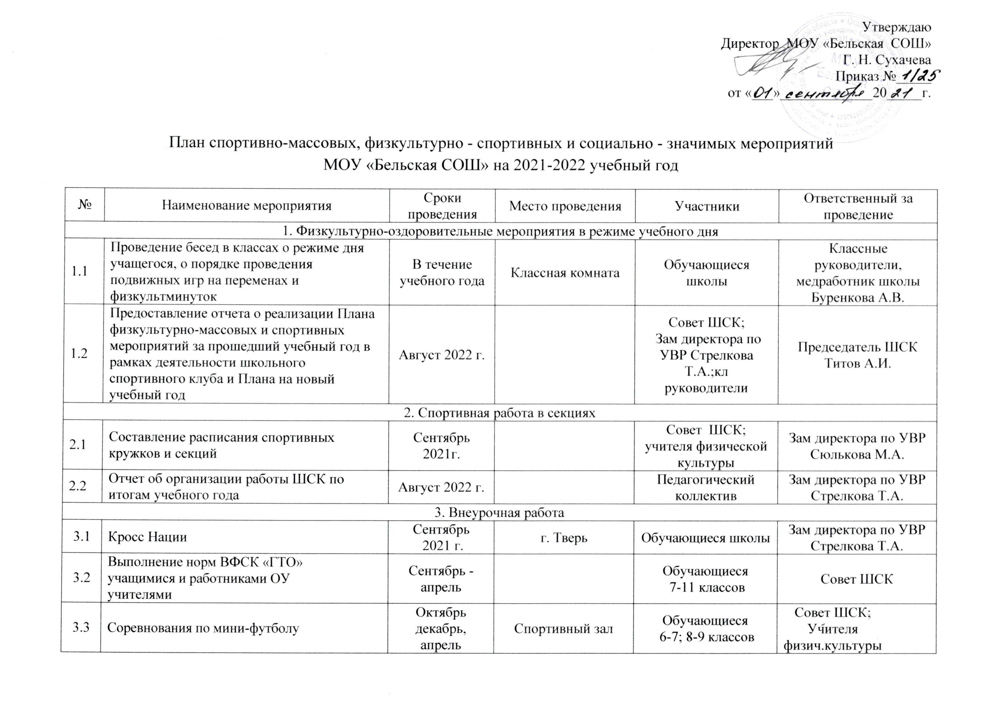 Утверждаю
Директор МОУ «Бельская СОШ»
Г. Н. Сухачева
Приказ № 1/25
от «01» сентября 2021 г.
МОУ
"Бельская
СОШ"
План спортивно-массовых, физкультурно - спортивных и социально - значимых мероприятий
МОУ «Бельская СОШ» на 2021-2022 учебный год
№
Наименование мероприятия
Сроки
проведения
Место проведения
Участники
Ответственный за
проведение
1. Физкультурно-оздоровительные мероприятия в режиме учебного дня
1.1
Проведение бесед в классах о режиме дня
учащегося, о порядке проведения
подвижных игр на переменах и
физкультминуток
В течение
учебного года
Классная комната
Обучающиеся
школы
Классные
руководители,
медработник школы
Буренкова А.В.
1.2
Предоставление отчета о реализации Плана
физкультурно-массовых и спортивных
мероприятий за прошедший учебный год в
рамках деятельности школьного
спортивного клуба и Плана на новый
учебный год
Август 2022 г.
Совет ШСК;
Зам директора по
УВР Стрелкова
Т.А.;кл
руководители
Председатель ШСК
Титов А.И.
2. Спортивная работа в секциях
2.1
Составление расписания спортивных
кружков и секций
Сентябрь
2021г.
Совет ШСК;
учителя физической
культуры
Зам директора по УВР
Сюлькова М.А.
2.2
Отчет об организации работы ШСК по
итогам учебного года
Август 2022 г.
Педагогический
коллектив
Зам директора по УВР
Стрелкова Т.А.
3. Внеурочная работа
3.1
Кросс Нации
Сентябрь
2021 г.
г. Тверь
Обучающиеся школы
Зам директора по УВР
Стрелкова Т.А.
3.2
Выполнение норм ВФСК «ГТО»
учащимися и работниками ОУ
учителями
Сентябрь -
апрель
Обучающиеся
7-11 классов
Совет ШСК
3.3
Соревнования по мини-футболу
Октябрь
декабрь,
апрель
Спортивный зал
Обучающиеся
6-7; 8-9 классов
Совет ШСК;
Учителя
физич.культуры